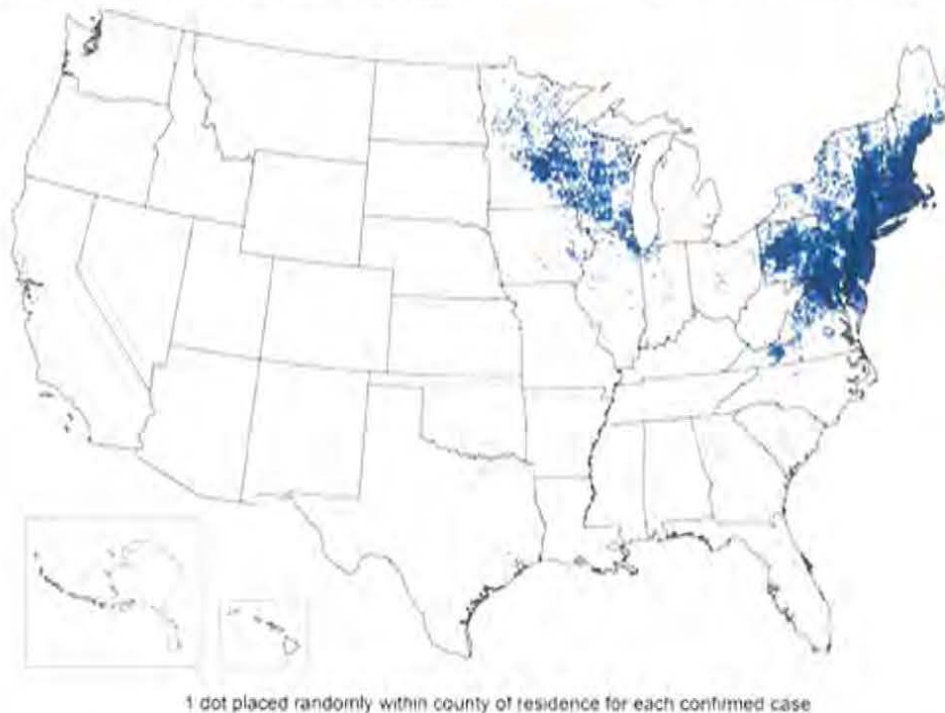 1 dot placed randomly within county of residence for each confirmed case